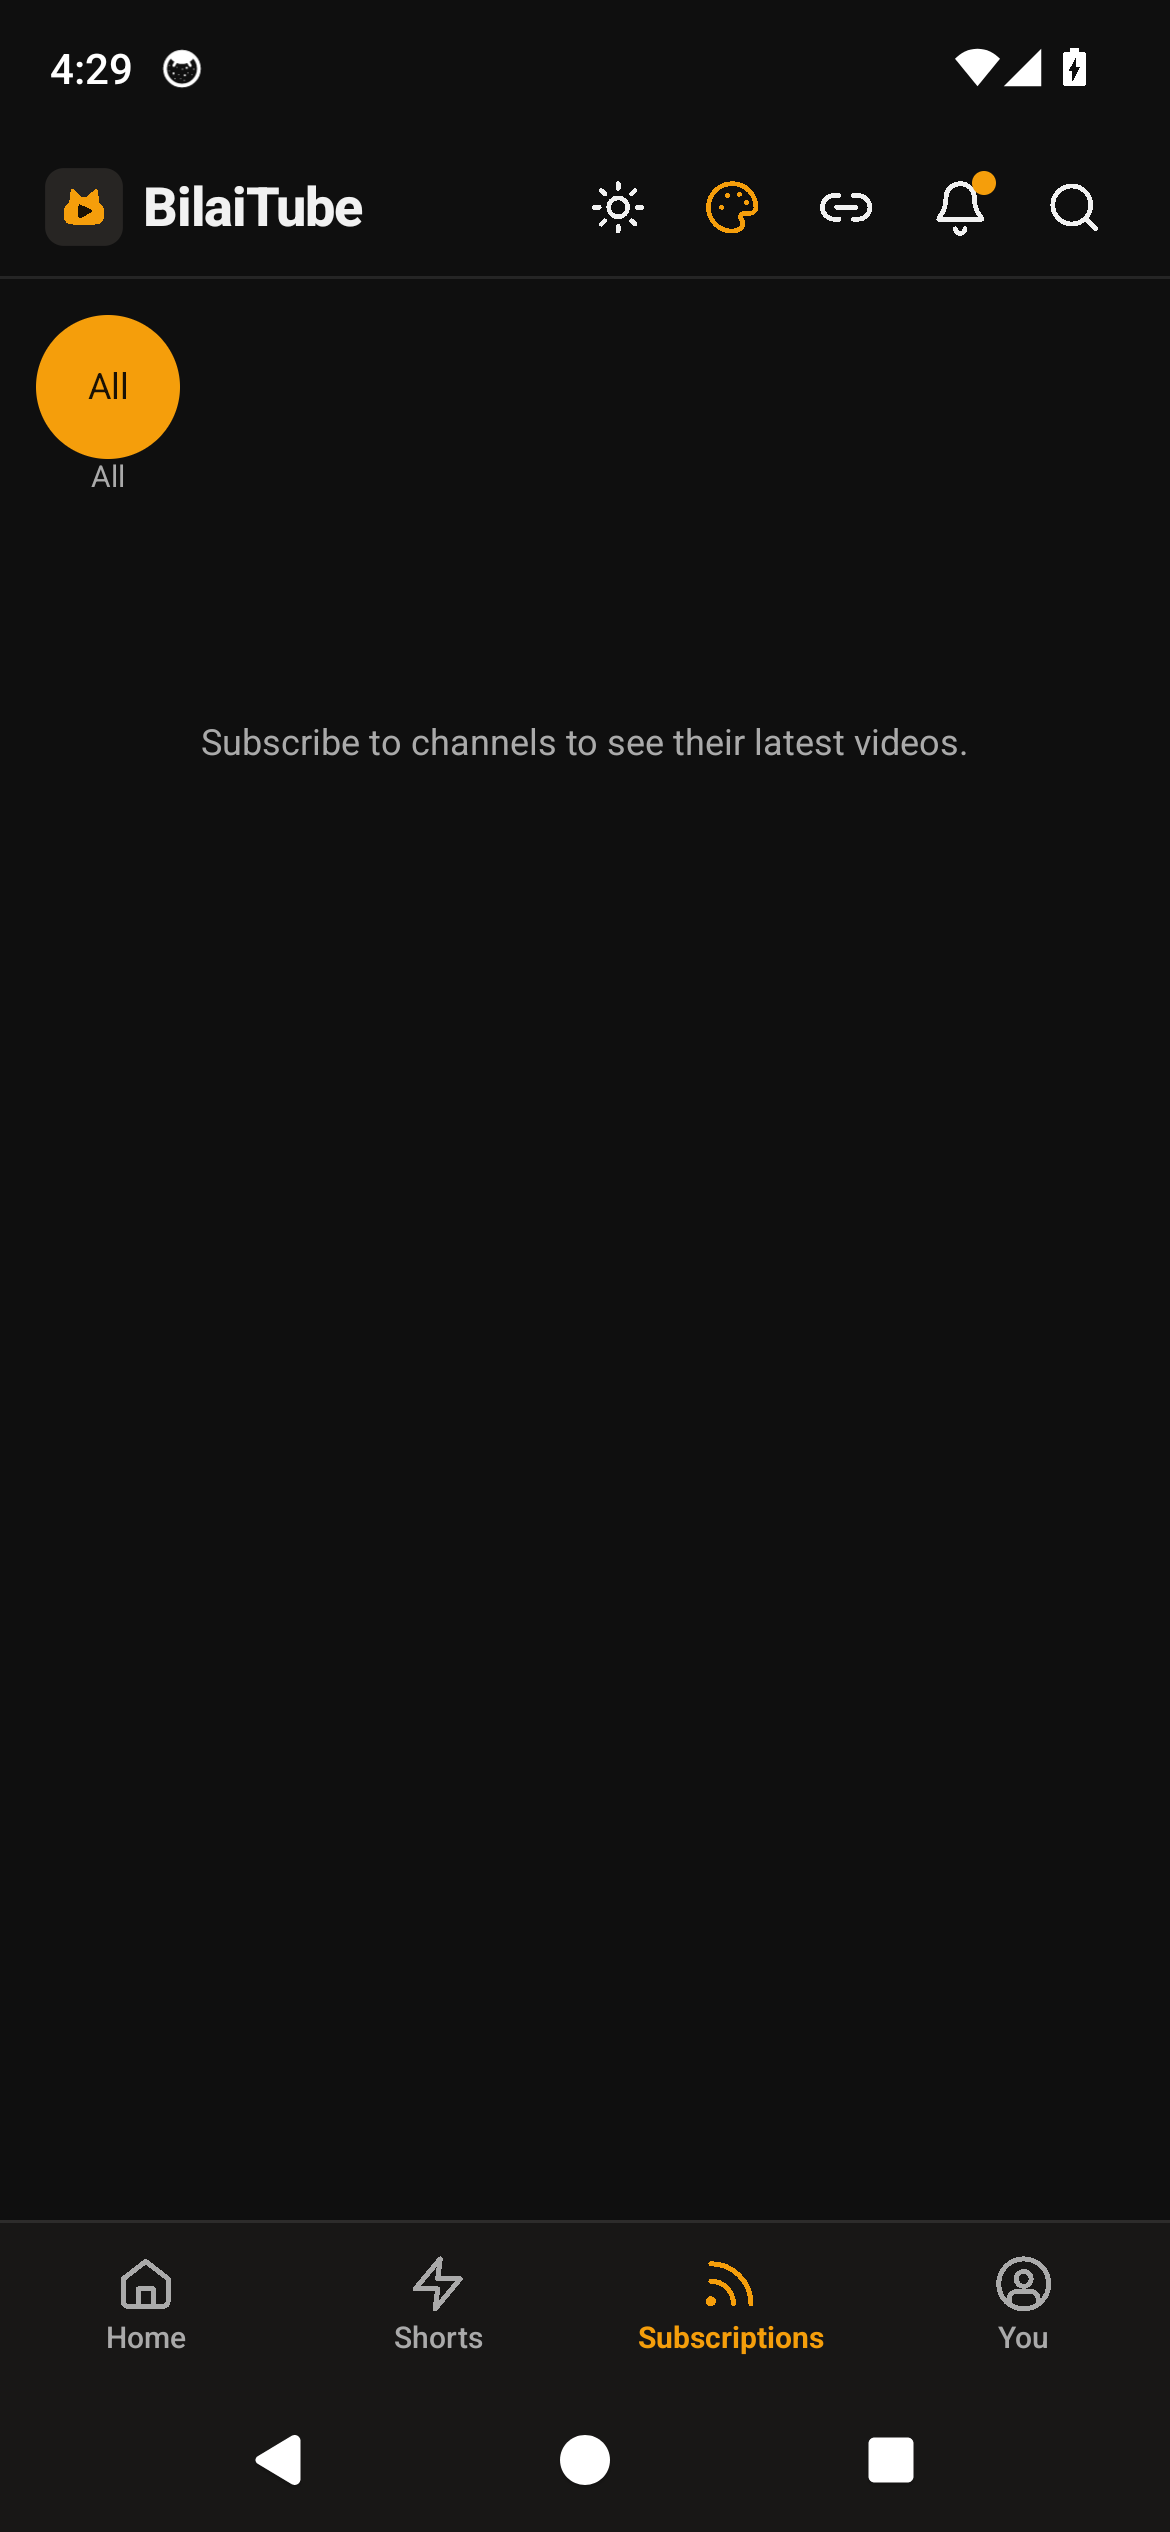 4:29
BilaiTube
All
All
Subscribe to channels to see their latest videos.
Home
Shorts
Subscriptions
You